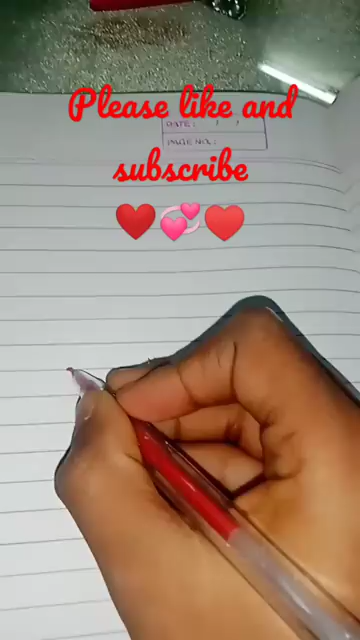 Please like and
DATE: / /
PAGE NO.:
subscribe
❤️💞❤️